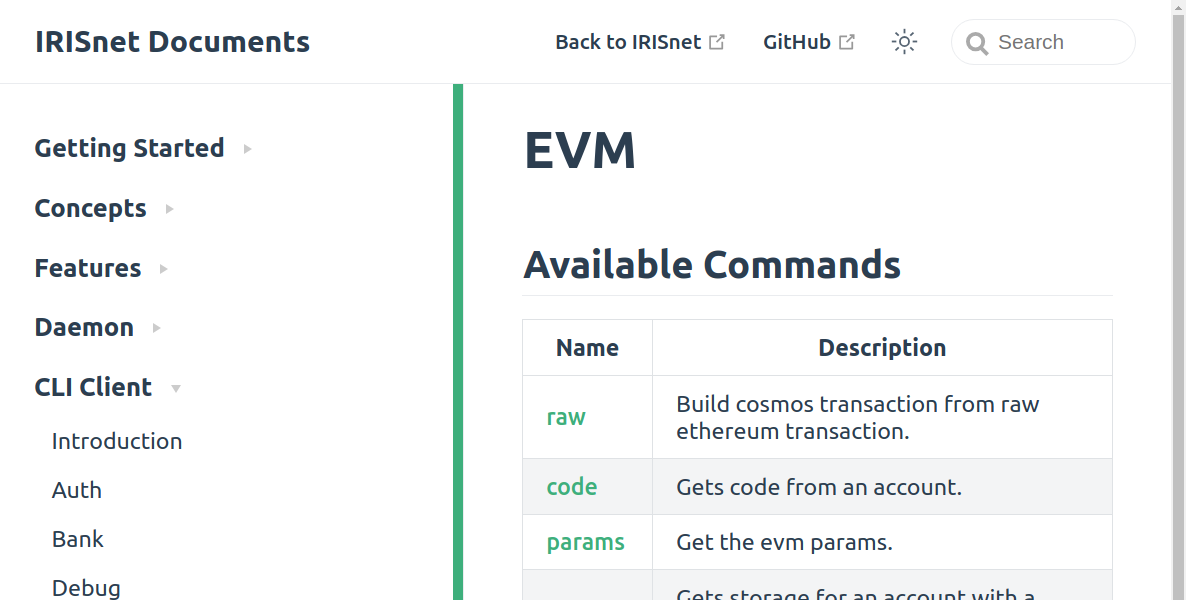 IRISnet Documents
Back to IRISnet
GitHub
Search
Getting Started
Concepts
Features
Daemon
CLI Client
Introduction
Auth
Bank
Debug
EVM
Available Commands
Name Description
raw Build cosmos transaction from raw
ethereum transaction.
code Gets code from an account.
params Get the evm params.
Gets storage for an account with a